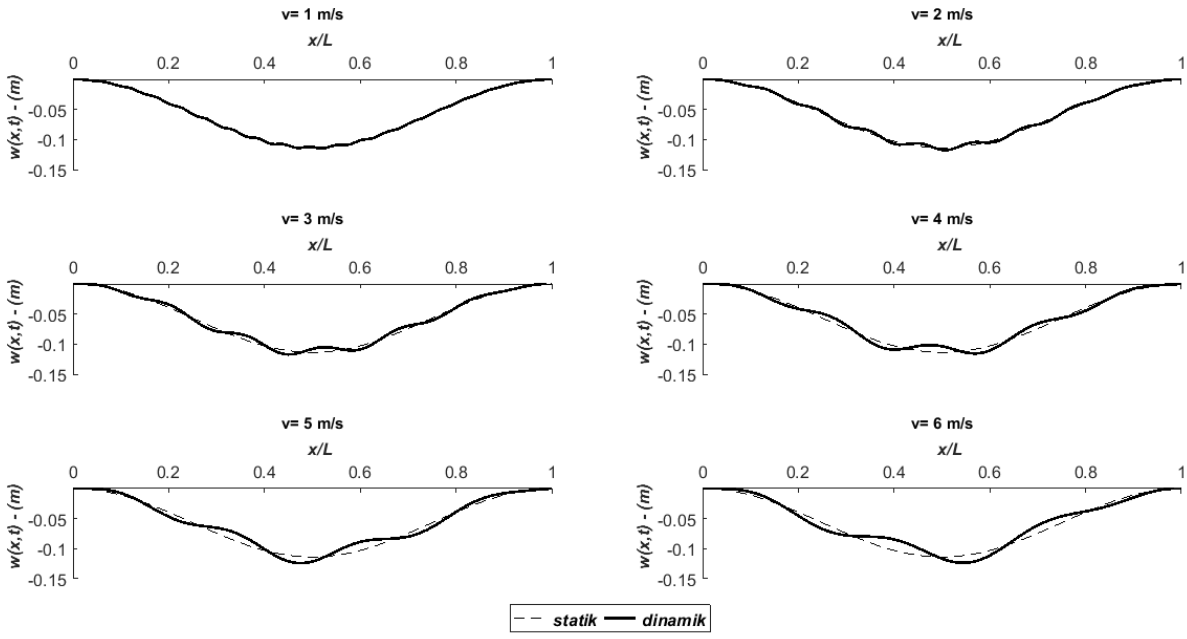 v= 1 m/s
x/L
0 0.2 0.4 0.6 0.8 1
w(x,t) - (m)
-0.05
-0.1
-0.15
v= 2 m/s
x/L
0 0.2 0.4 0.6 0.8 1
w(x,t) - (m)
-0.05
-0.1
-0.15
v= 3 m/s
x/L
0 0.2 0.4 0.6 0.8 1
w(x,t) - (m)
-0.05
-0.1
-0.15
v= 4 m/s
x/L
0 0.2 0.4 0.6 0.8 1
w(x,t) - (m)
-0.05
-0.1
-0.15
v= 5 m/s
x/L
0 0.2 0.4 0.6 0.8 1
w(x,t) - (m)
-0.05
-0.1
-0.15
v= 6 m/s
x/L
0 0.2 0.4 0.6 0.8 1
w(x,t) - (m)
-0.05
-0.1
-0.15
statik dinamik